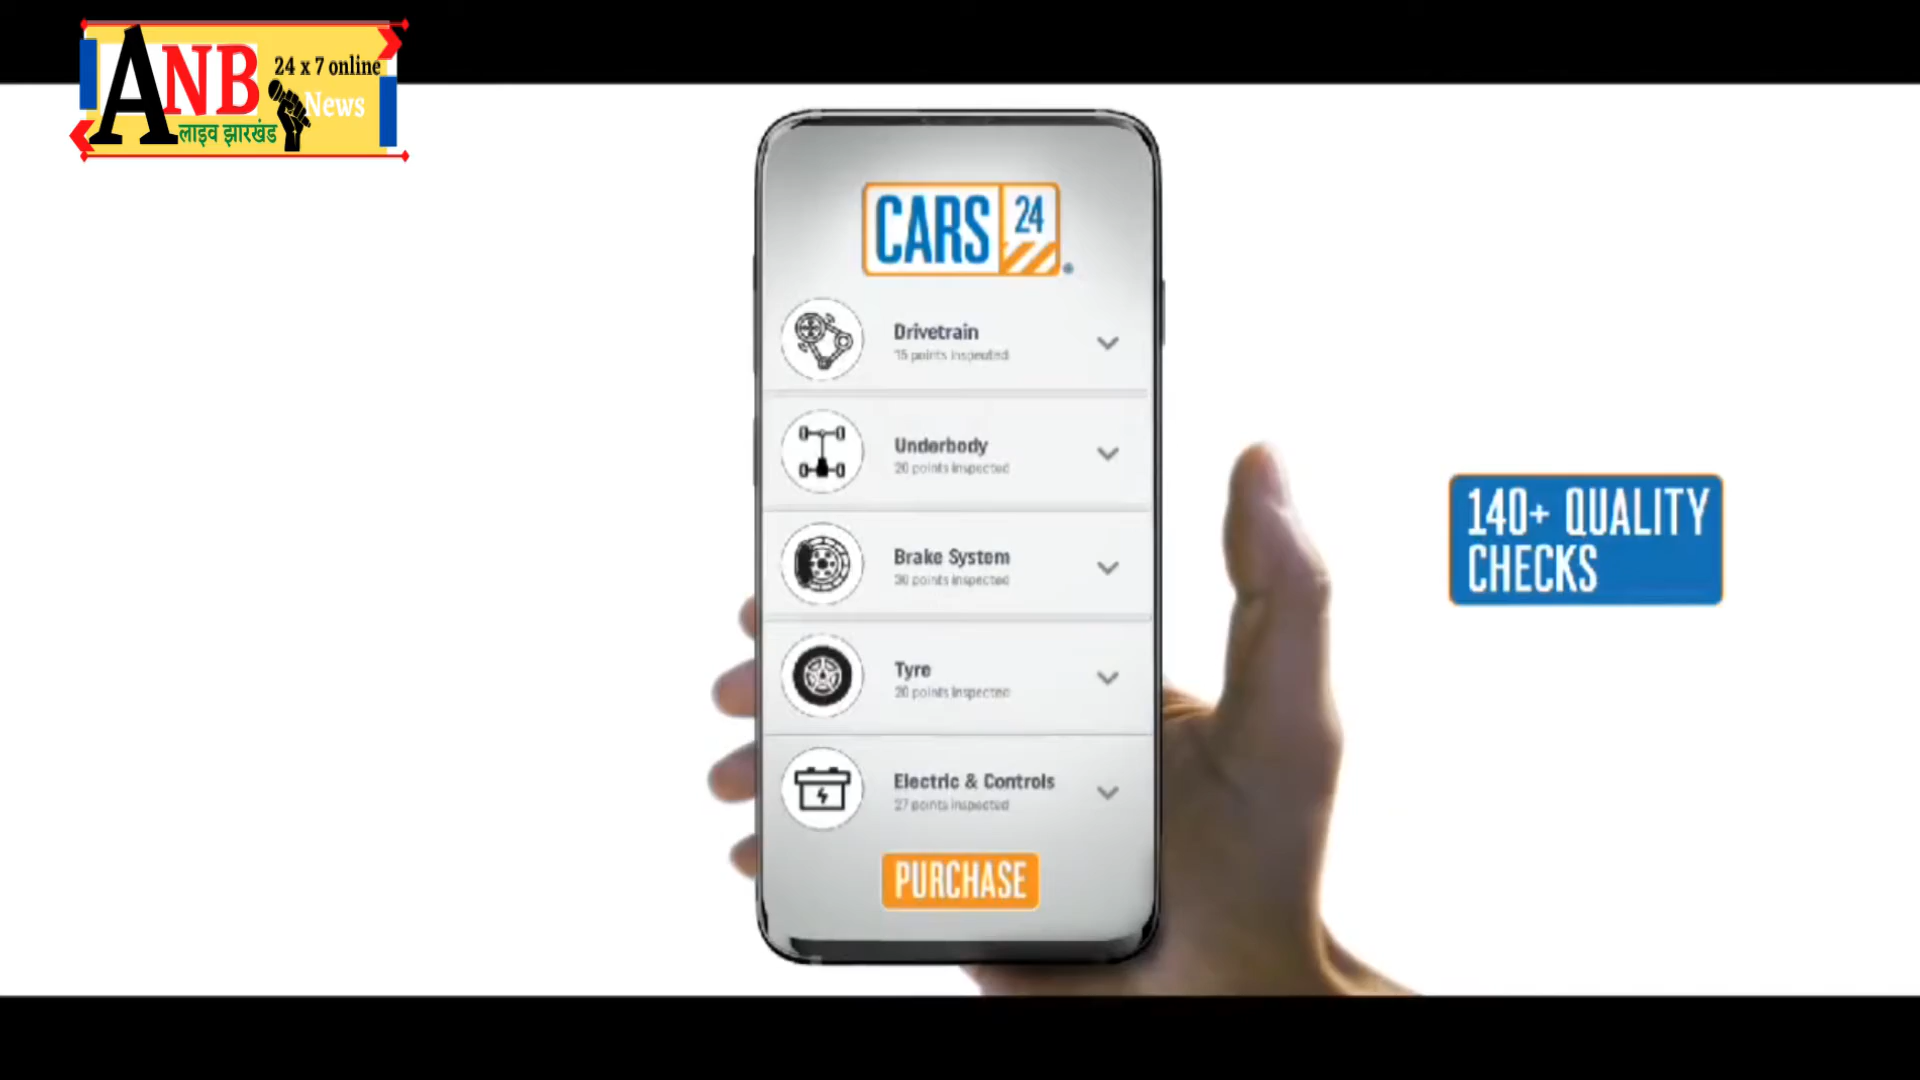 ANB
24 x 7 online
News
लाइव झारखंड
CARS 24
Drivetrain
15 points inspected
Underbody
20 points inspected
Brake System
30 points inspected
Tyre
20 points inspected
Electric & Controls
27 points inspected
PURCHASE
140+ QUALITY
CHECKS